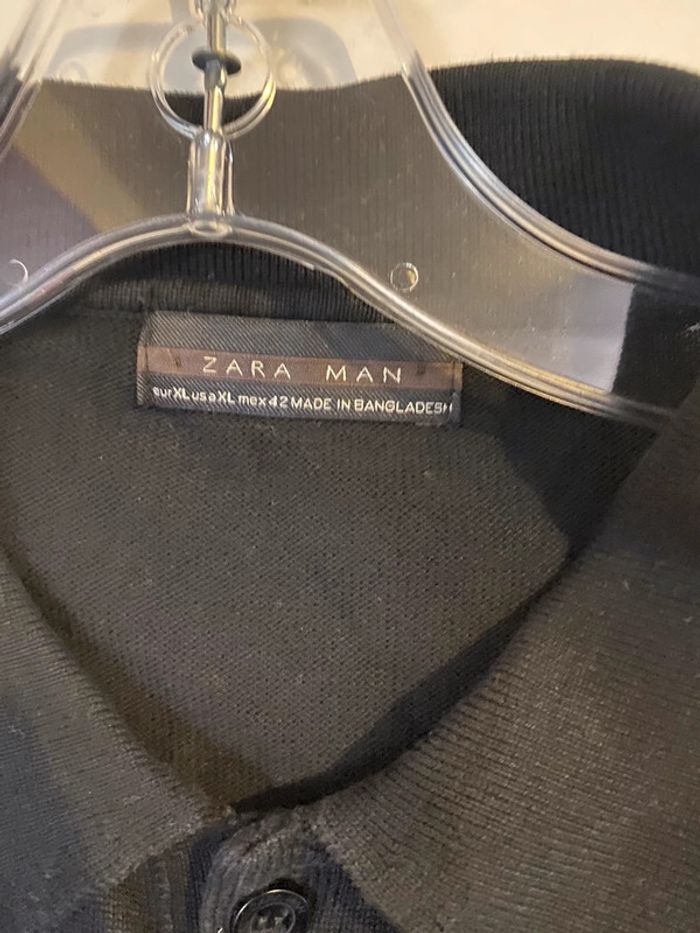 ZARA MAN
eurXL usaXL mex42 MADE IN BANGLADESH